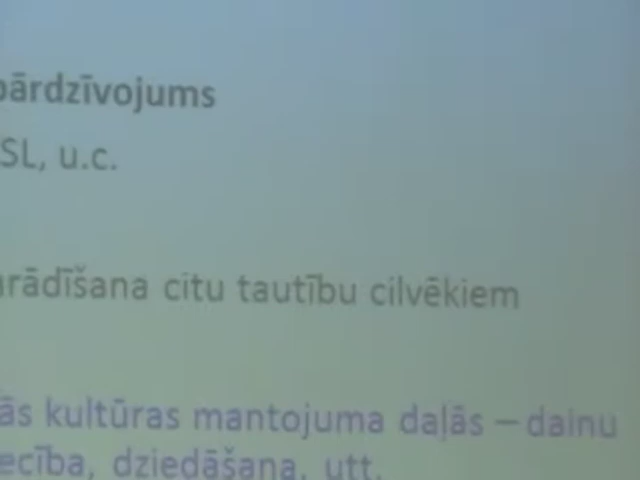 pārdzīvojums
SL, u.c.
arādīšana citu tautību cilvēkiem
ās kultūras mantojuma daļās – dainu
ecība, dziedāšana, utt.